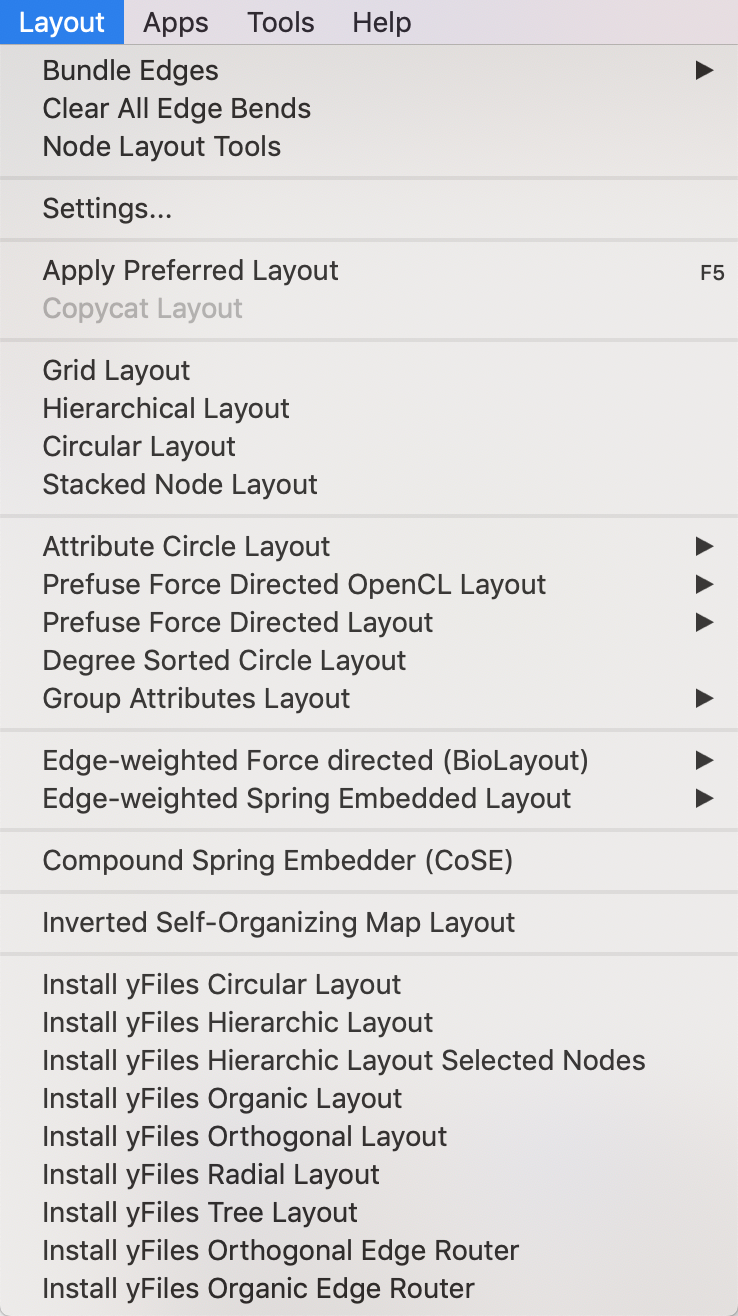 Layout Apps Tools Help
Bundle Edges
Clear All Edge Bends
Node Layout Tools
Settings...
Apply Preferred Layout F5
Copycat Layout
Grid Layout
Hierarchical Layout
Circular Layout
Stacked Node Layout
Attribute Circle Layout
Prefuse Force Directed OpenCL Layout
Prefuse Force Directed Layout
Degree Sorted Circle Layout
Group Attributes Layout
Edge-weighted Force directed (BioLayout)
Edge-weighted Spring Embedded Layout
Compound Spring Embedder (CoSE)
Inverted Self-Organizing Map Layout
Install yFiles Circular Layout
Install yFiles Hierarchic Layout
Install yFiles Hierarchic Layout Selected Nodes
Install yFiles Organic Layout
Install yFiles Orthogonal Layout
Install yFiles Radial Layout
Install yFiles Tree Layout
Install yFiles Orthogonal Edge Router
Install yFiles Organic Edge Router